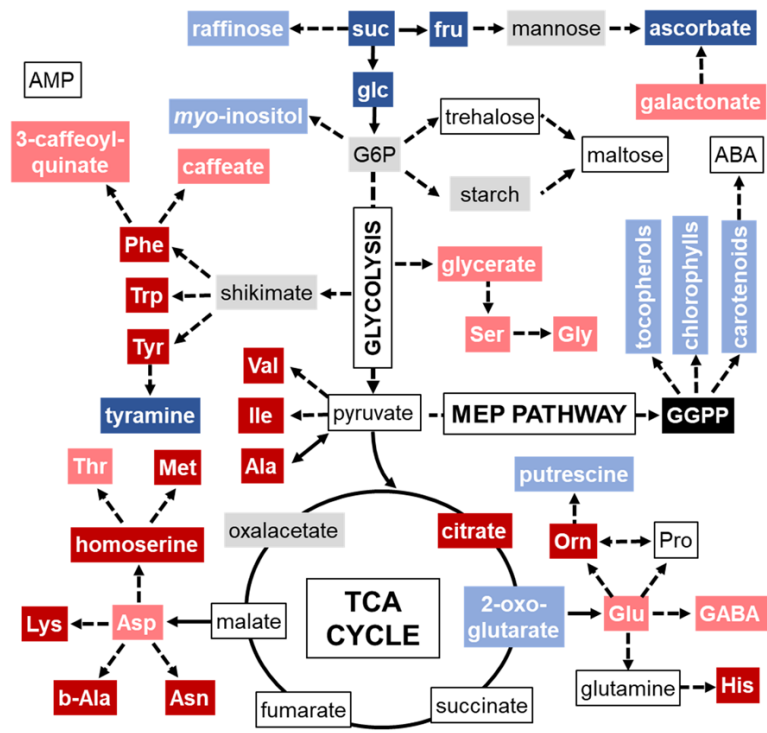 raffinose
suc
fru
mannose
ascorbate
AMP
glc
galactonate
myo-inositol
trehalose
3-caffeoyl-
quinate
caffeate
G6P
maltose
ABA
starch
Phe
GLYCOLYSIS
glycerate
tocopherols
chlorophylls
carotenoids
Trp
shikimate
Tyr
Ser
Gly
Val
tyramine
Ile
pyruvate
MEP PATHWAY
GGPP
Ala
Thr
Met
putrescine
oxalacetate
citrate
homoserine
Orn
Pro
TCA
CYCLE
Lys
Asp
malate
2-oxo-
glutarate
Glu
GABA
b-Ala
Asn
fumarate
succinate
glutamine
His